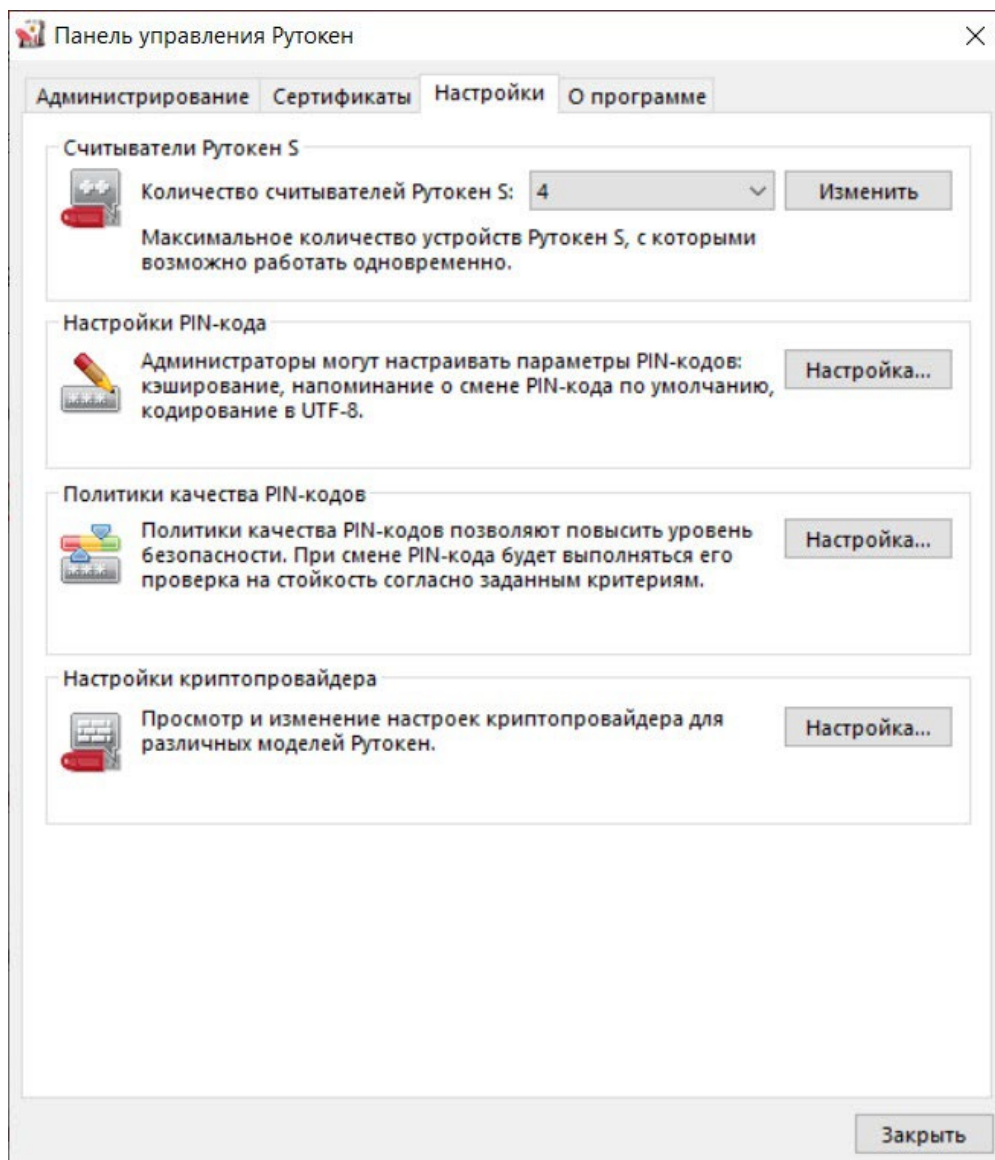 Панель управления Рутокен
Администрирование Сертификаты Настройки О программе
Считыватели Рутокен S
Количество считывателей Рутокен S: 4 Изменить
Максимальное количество устройств Рутокен S, с которыми
возможно работать одновременно.
Настройки PIN-кода
Администраторы могут настраивать параметры PIN-кодов: Настройка...
кэширование, напоминание о смене PIN-кода по умолчанию,
кодирование в UTF-8.
Политики качества PIN-кодов
Политики качества PIN-кодов позволяют повысить уровень Настройка...
безопасности. При смене PIN-кода будет выполняться его
проверка на стойкость согласно заданным критериям.
Настройки криптопровайдера
Просмотр и изменение настроек криптопровайдера для Настройка...
различных моделей Рутокен.
Закрыть